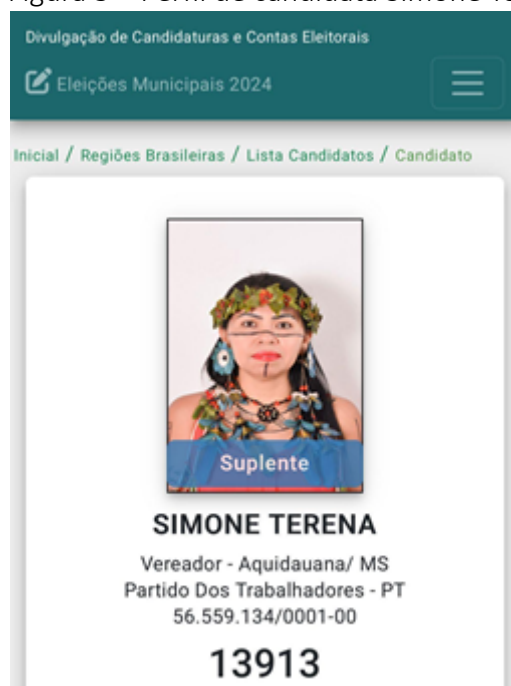 Divulgação de Candidaturas e Contas Eleitorais
Eleições Municipais 2024
Inicial / Regiões Brasileiras / Lista Candidatos / Candidato
Suplente
SIMONE TERENA
Vereador - Aquidauana/ MS
Partido Dos Trabalhadores - PT
56.559.134/0001-00
13913